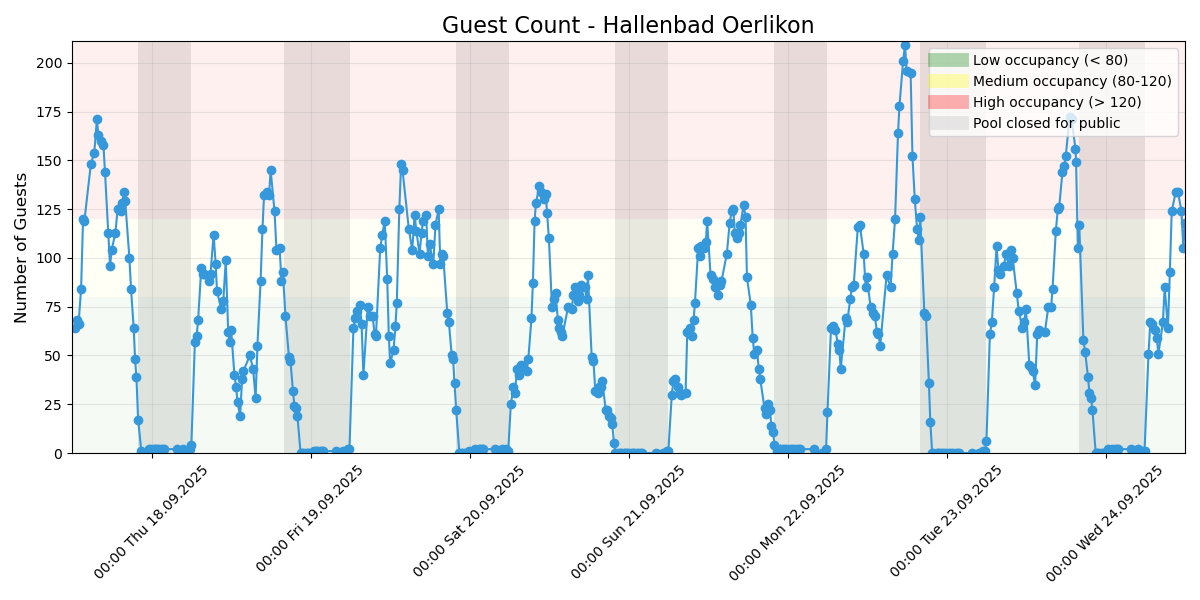 Guest Count - Hallenbad Oerlikon
Number of Guests
200
175
150
125
100
75
50
25
0
Low occupancy (< 80)
Medium occupancy (80-120)
High occupancy (> 120)
Pool closed for public
00:00 Thu 18.09.2025
00:00 Fri 19.09.2025
00:00 Sat 20.09.2025
00:00 Sun 21.09.2025
00:00 Mon 22.09.2025
00:00 Tue 23.09.2025
00:00 Wed 24.09.2025